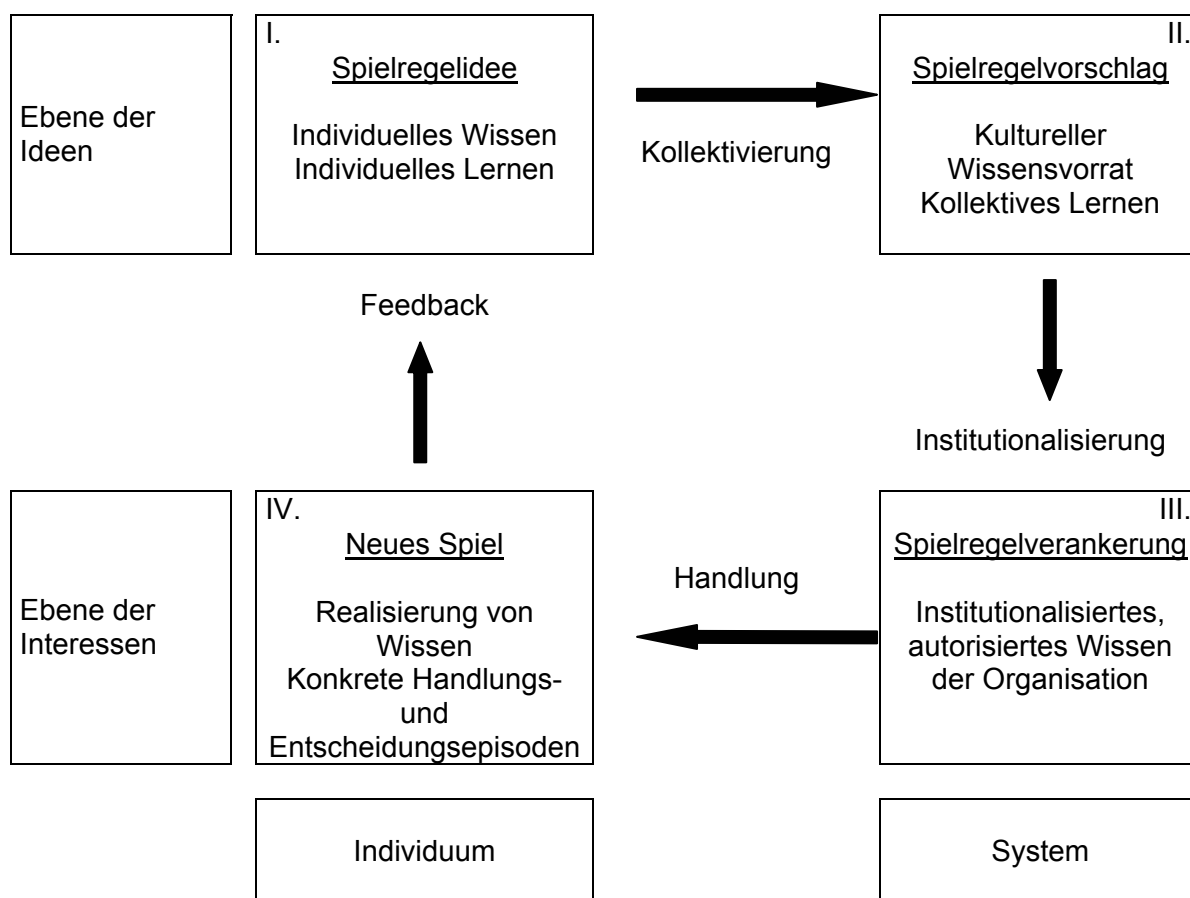 I.
Spielregelidee
II.
Spielregelvorschlag
Ebene der
Ideen
Individuelles Wissen
Individuelles Lernen
Kollektivierung
Kultureller
Wissensvorrat
Kollektives Lernen
Feedback
Institutionalisierung
IV.
Neues Spiel
III.
Spielregelverankerung
Ebene der
Interessen
Realisierung von
Wissen
Konkrete Handlungs-
und
Entscheidungsepisoden
Handlung
Institutionalisiertes,
autorisiertes Wissen
der Organisation
Individuum
System